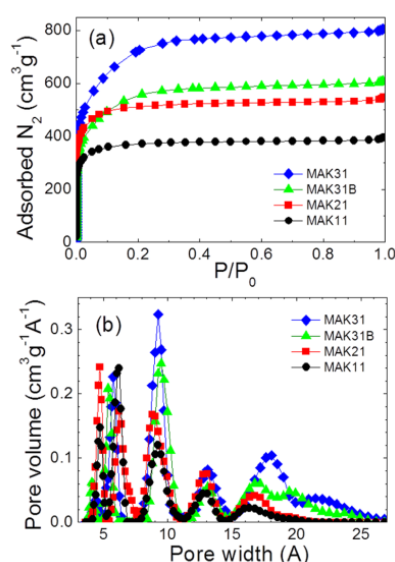 (a)
Adsorbed N2 (cm3g-1)
800
600
400
200
0
MAK31
MAK31B
MAK21
MAK11
0.0 0.2 0.4 0.6 0.8 1.0
P/P0
(b)
Pore volume (cm3g-1A-1)
0.3
0.2
0.1
0.0
MAK31
MAK31B
MAK21
MAK11
5 10 15 20 25
Pore width (A)